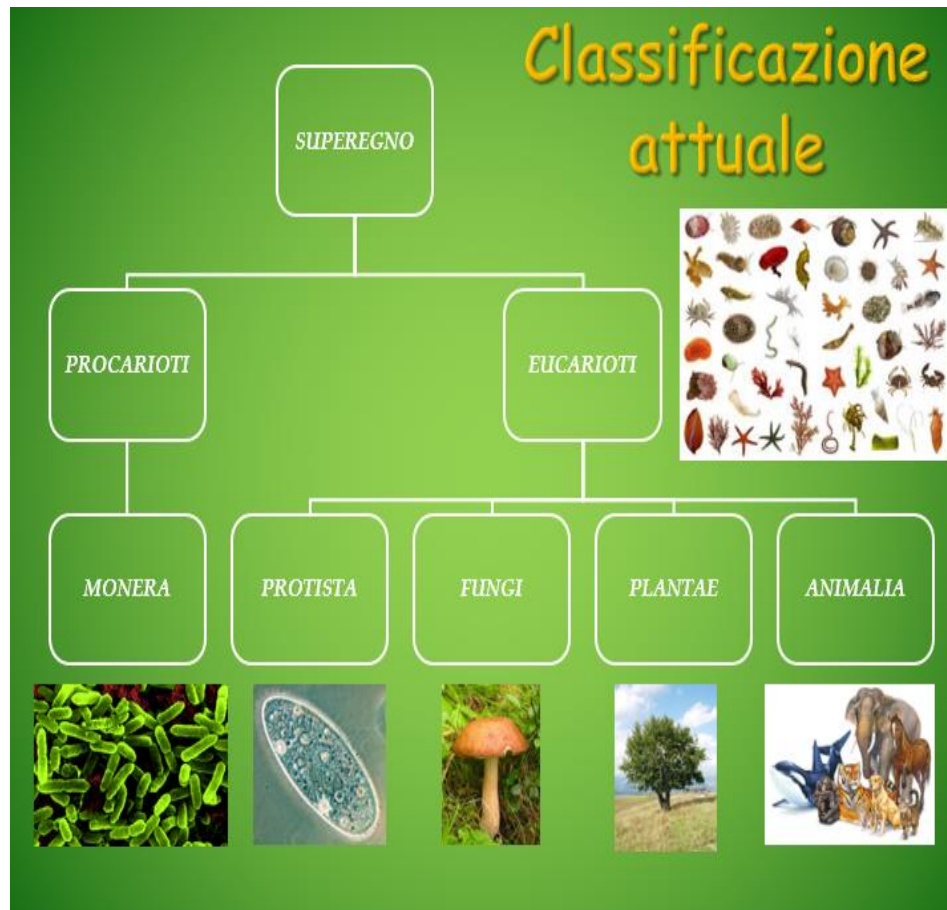 Classificazione
attuale
SUPEREGNO
PROCARIOTI
EUCARIOTI
MONERA
PROTISTA
FUNGI
PLANTAE
ANIMALIA